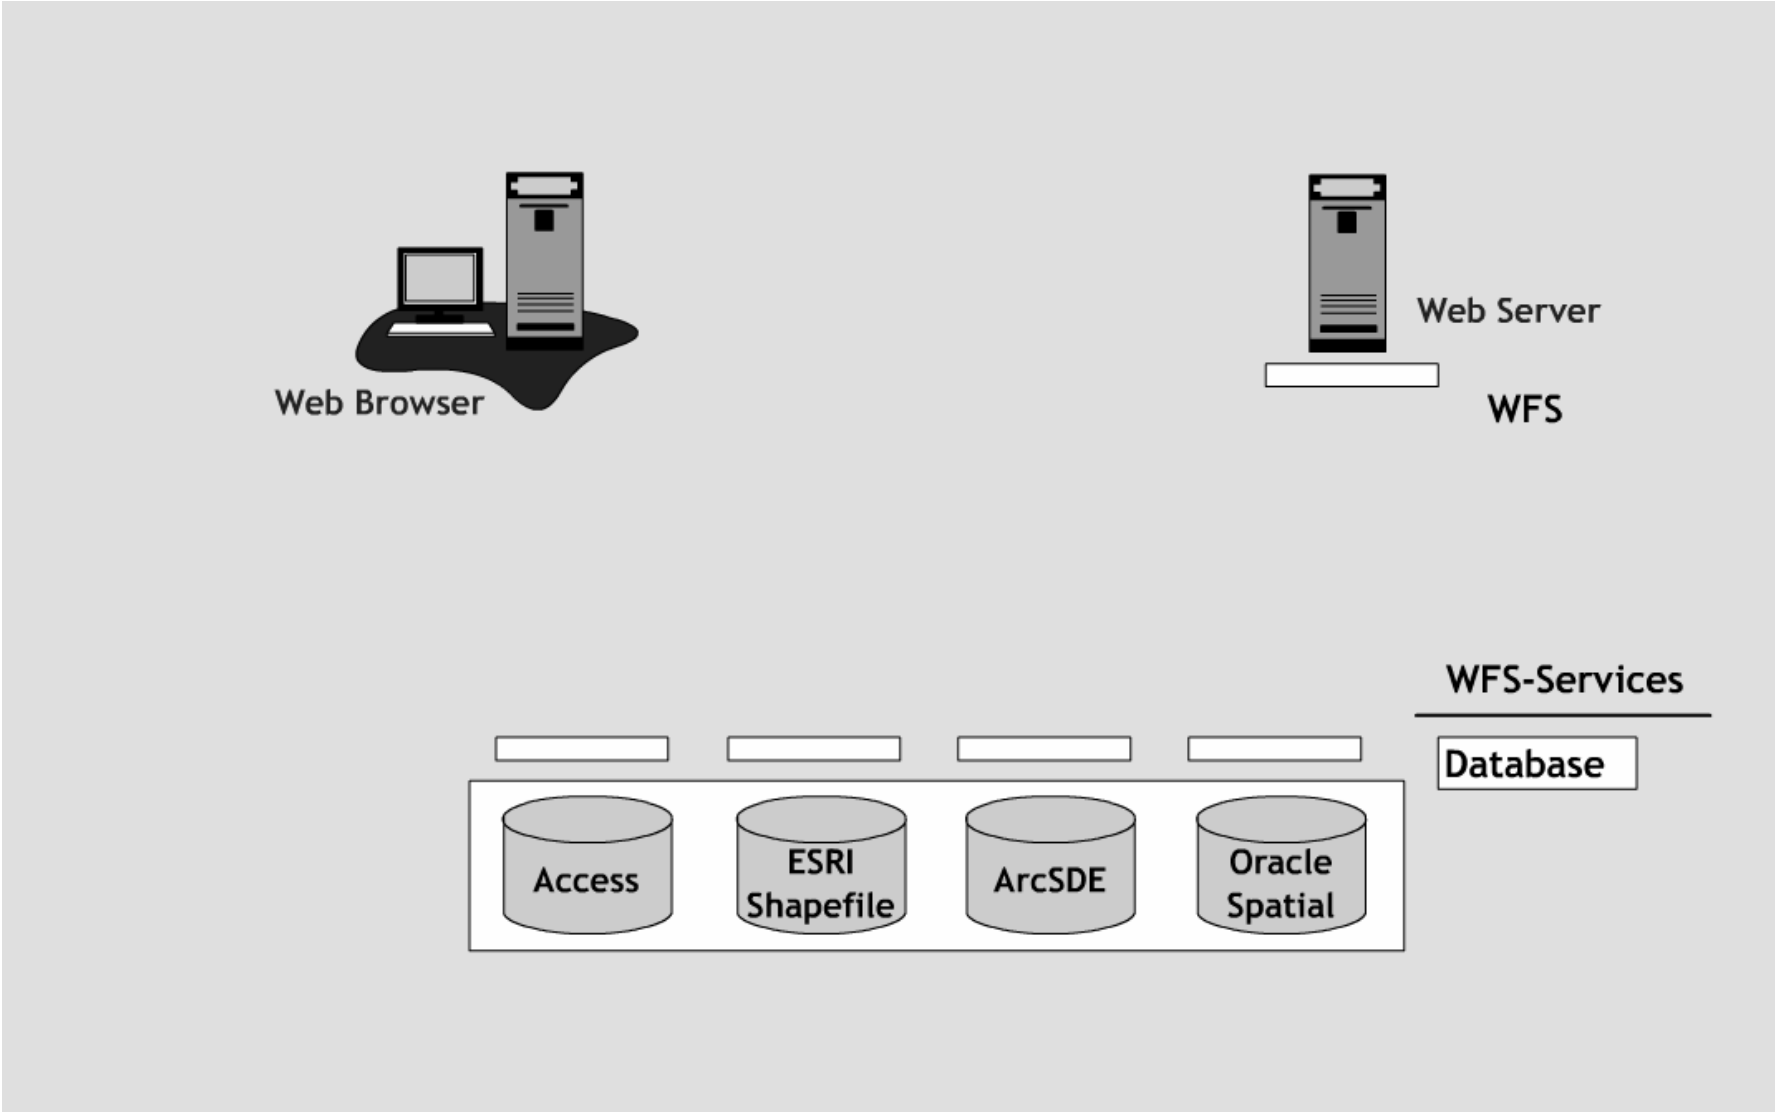 Web Server
Web Browser
WFS
WFS-Services
Database
Access
ESRI
Shapefile
ArcSDE
Oracle
Spatial